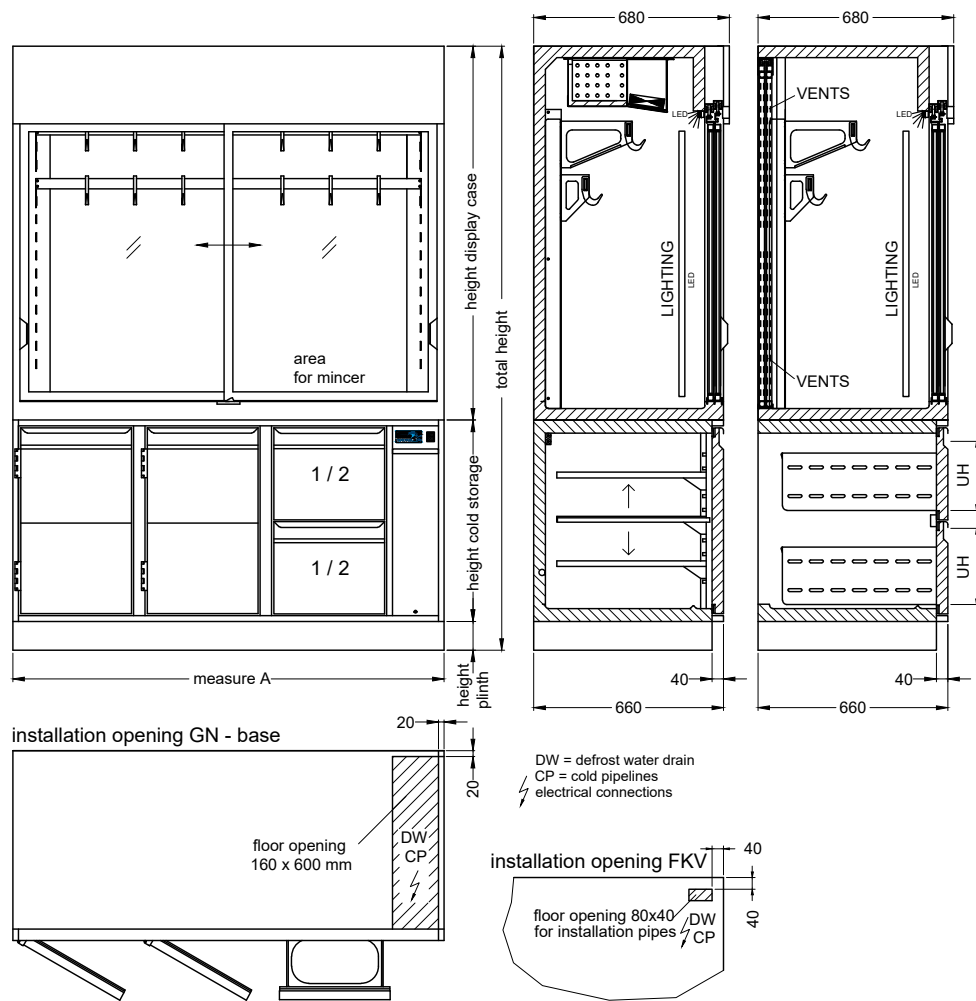 680
680
VENTS
LED
LED
height display case
total height
LIGHTING
LED
LIGHTING
LED
area
for mincer
VENTS
1 / 2
1 / 2
height cold storage
UH
UH
measure A
height
plinth
40
660
40
660
installation opening GN - base
20
20
floor opening
160 x 600 mm
DW
CP
DW = defrost water drain
CP = cold pipelines
electrical connections
installation opening FKV
40
40
floor opening 80x40
for installation pipes
DW
CP